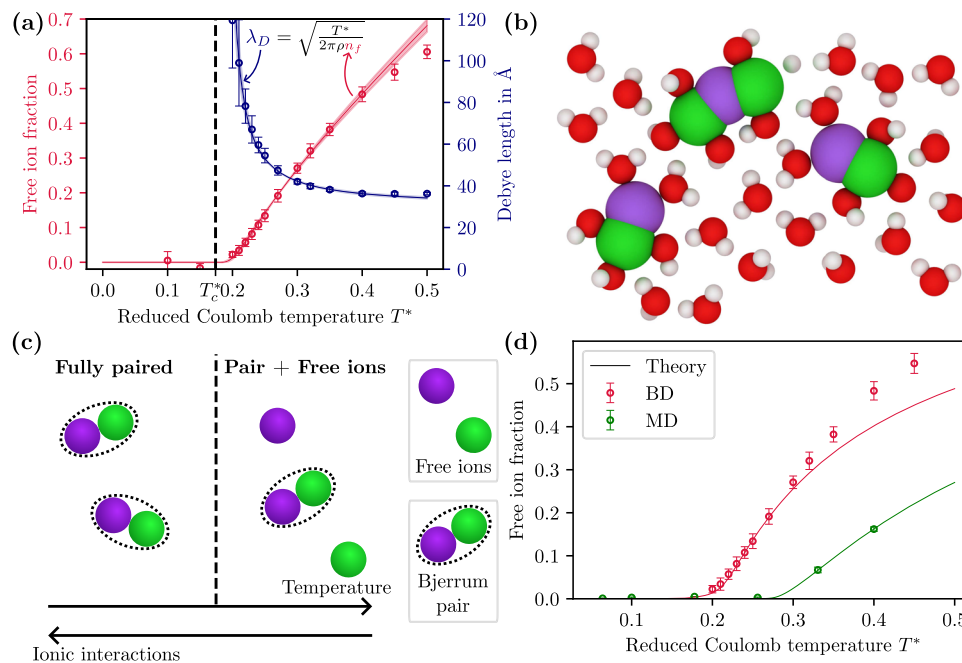 (a)
0.7
0.6
0.5
0.4
0.3
0.2
0.1
0.0
Free ion fraction
λ_D = √(T*/(2πρn_f))
120
100
80
60
40
20
0
Debye length in Å
0.0 0.1 T_c* 0.2 0.3 0.4 0.5
Reduced Coulomb temperature T*
(b)
(c)
Fully paired
Pair + Free ions
Free ions
Bjerrum
pair
Temperature
Ionic interactions
(d)
Theory
BD
MD
0.5
0.4
0.3
0.2
0.1
0.0
Free ion fraction
0.1 0.2 0.3 0.4 0.5
Reduced Coulomb temperature T*